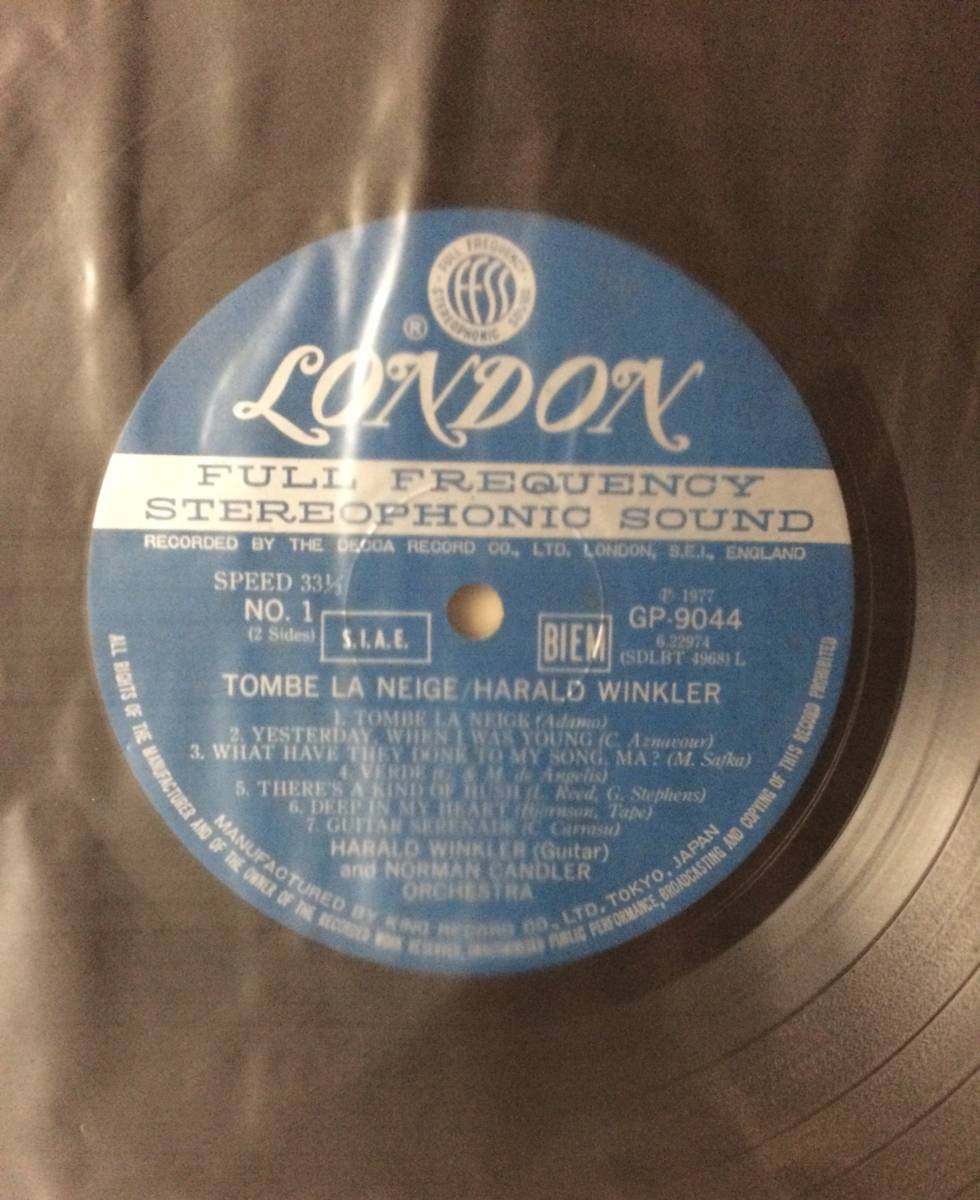 FULL FREQUENCY
FFSS
STEREOPHONIC SOUND
®
LONDON
FULL FREQUENCY
STEREOPHONIC SOUND
RECORDED BY THE DECCA RECORD CO., LTD. LONDON, S.E.I., ENGLAND
SPEED 33⅓
NO. 1
(2 Sides)
S.I.A.E.
BIEM
Ⓟ 1977
GP-9044
6.22974
(SDLBT 4968) L
TOMBE LA NEIGE/HARALD WINKLER
1. TOMBE LA NEIGE (Adamo)
2. YESTERDAY, WHEN I WAS YOUNG (C. Aznavour)
3. WHAT HAVE THEY DONE TO MY SONG, MA? (M. Safka)
4. VERDE (G. & M. de Angelis)
5. THERE'S A KIND OF HUSH (L. Reed, G. Stephens)
6. DEEP IN MY HEART (Bjornson, Tape)
7. GUITAR SERENADE (C. Carrasu)
HARALD WINKLER (Guitar)
and NORMAN CANDLER
ORCHESTRA
MANUFACTURED BY KING RECORD CO., LTD, TOKYO, JAPAN
ALL RIGHTS OF THE MANUFACTURER AND OF THE OWNER OF THE RECORDED WORK RESERVED, UNAUTHORISED PUBLIC PERFORMANCE, BROADCASTING AND COPYING OF THIS RECORD PROHIBITED